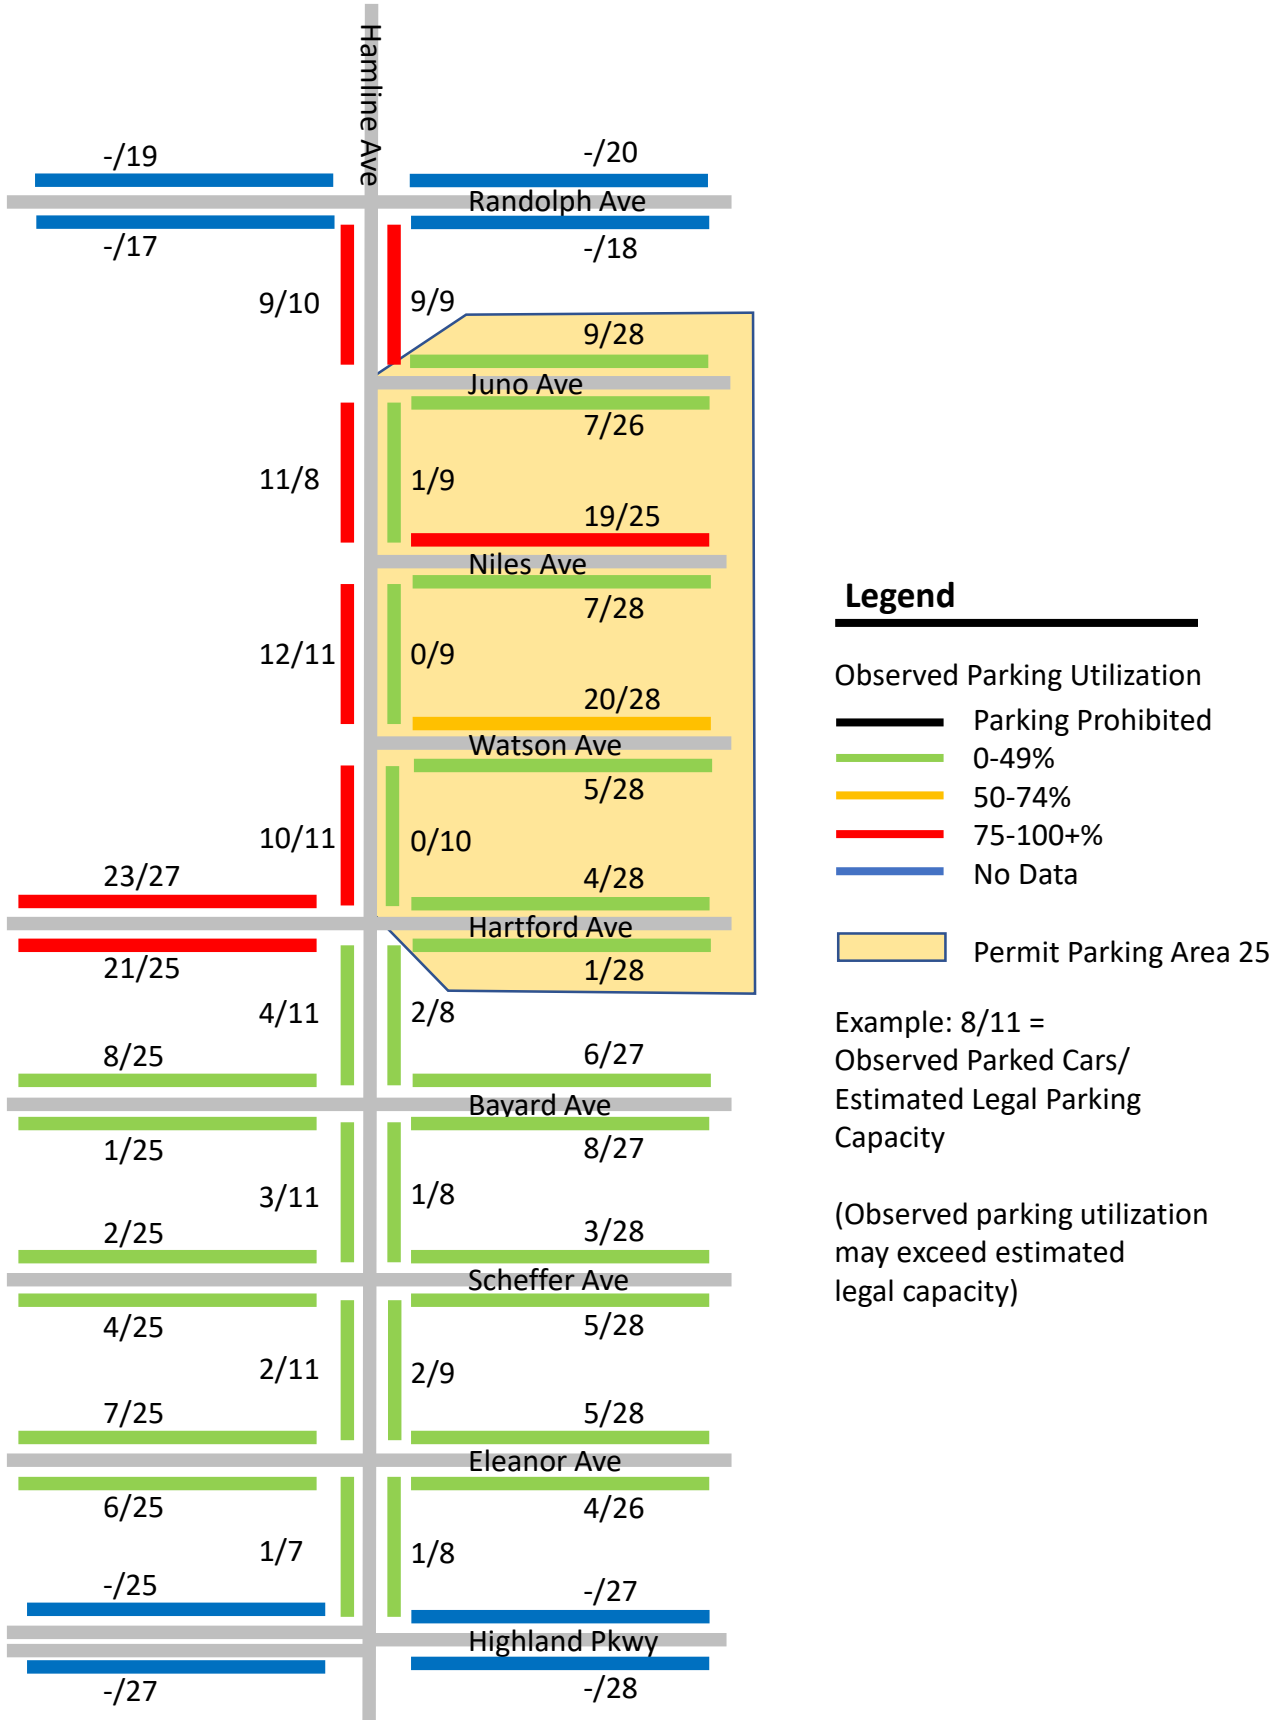 Hamline Ave
-/19
-/20
Randolph Ave
-/17
-/18
9/10
9/9
9/28
Juno Ave
7/26
11/8
1/9
19/25
Niles Ave
7/28
12/11
0/9
20/28
Watson Ave
5/28
10/11
0/10
23/27
4/28
Hartford Ave
21/25
1/28
4/11
2/8
8/25
6/27
Bayard Ave
1/25
8/27
3/11
1/8
2/25
3/28
Scheffer Ave
4/25
5/28
2/11
2/9
7/25
5/28
Eleanor Ave
6/25
4/26
1/7
1/8
-/25
-/27
Highland Pkwy
-/27
-/28
Legend
Observed Parking Utilization
Parking Prohibited
0-49%
50-74%
75-100+%
No Data
Permit Parking Area 25
Example: 8/11 =
Observed Parked Cars/
Estimated Legal Parking
Capacity
(Observed parking utilization
may exceed estimated
legal capacity)